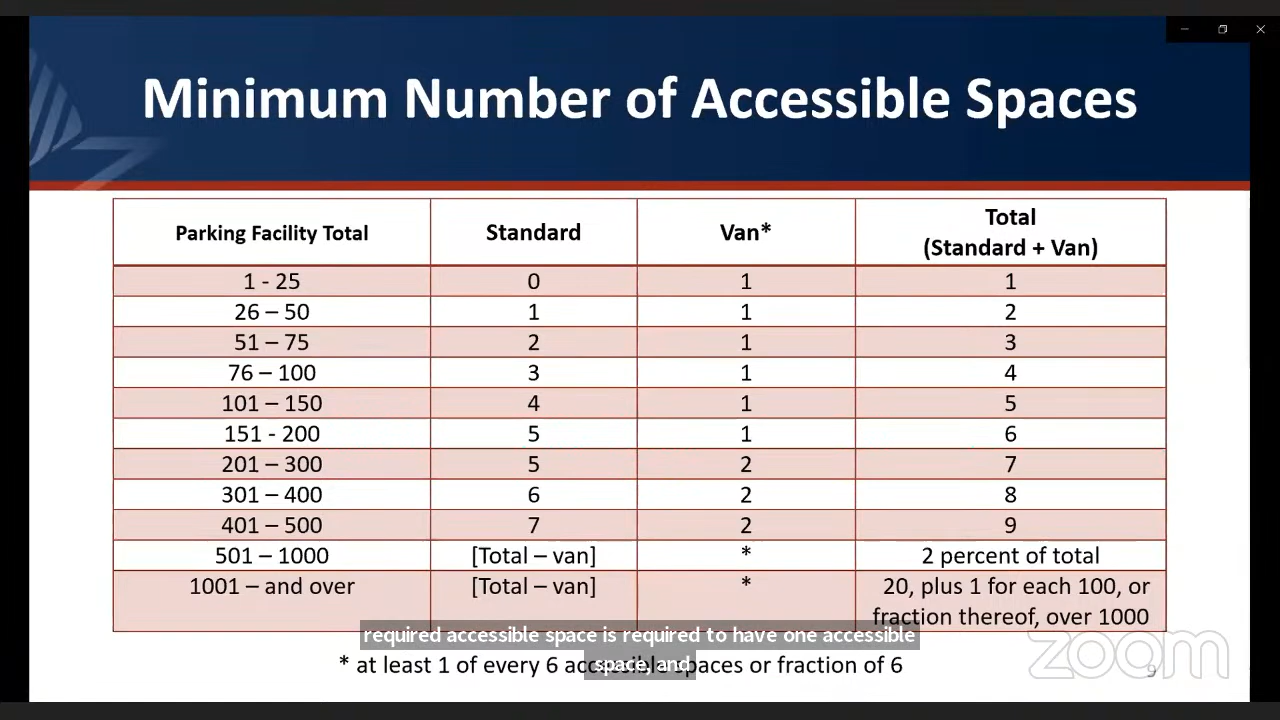 Minimum Number of Accessible Spaces
Parking Facility Total Standard Van* Total
(Standard + Van)
1 - 25 0 1 1
26 – 50 1 1 2
51 – 75 2 1 3
76 – 100 3 1 4
101 – 150 4 1 5
151 - 200 5 1 6
201 – 300 5 2 7
301 – 400 6 2 8
401 – 500 7 2 9
501 – 1000 [Total – van] * 2 percent of total
1001 – and over [Total – van] * 20, plus 1 for each 100, or
fraction thereof, over 1000
required accessible space is required to have one accessible
space, and
* at least 1 of every 6 accessible spaces or fraction of 6
zoom
9